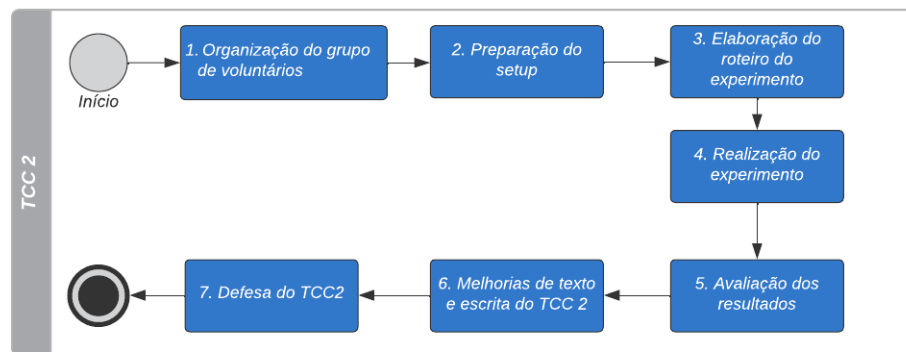 TCC 2
Início
1. Organização do grupo
de voluntários
2. Preparação do
setup
3. Elaboração do
roteiro do
experimento
4. Realização do
experimento
5. Avaliação dos
resultados
6. Melhorias de texto
e escrita do TCC 2
7. Defesa do TCC2